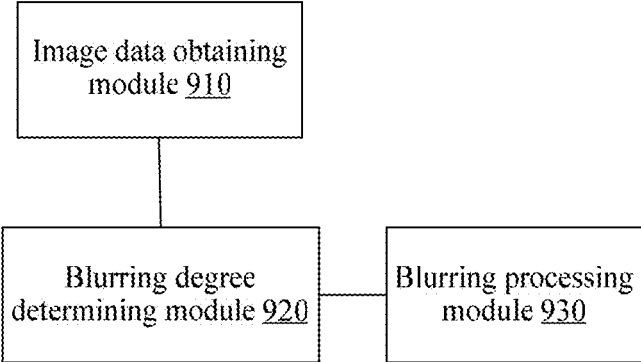 Image data obtaining
module 910
Blurring degree
determining module 920
Blurring processing
module 930